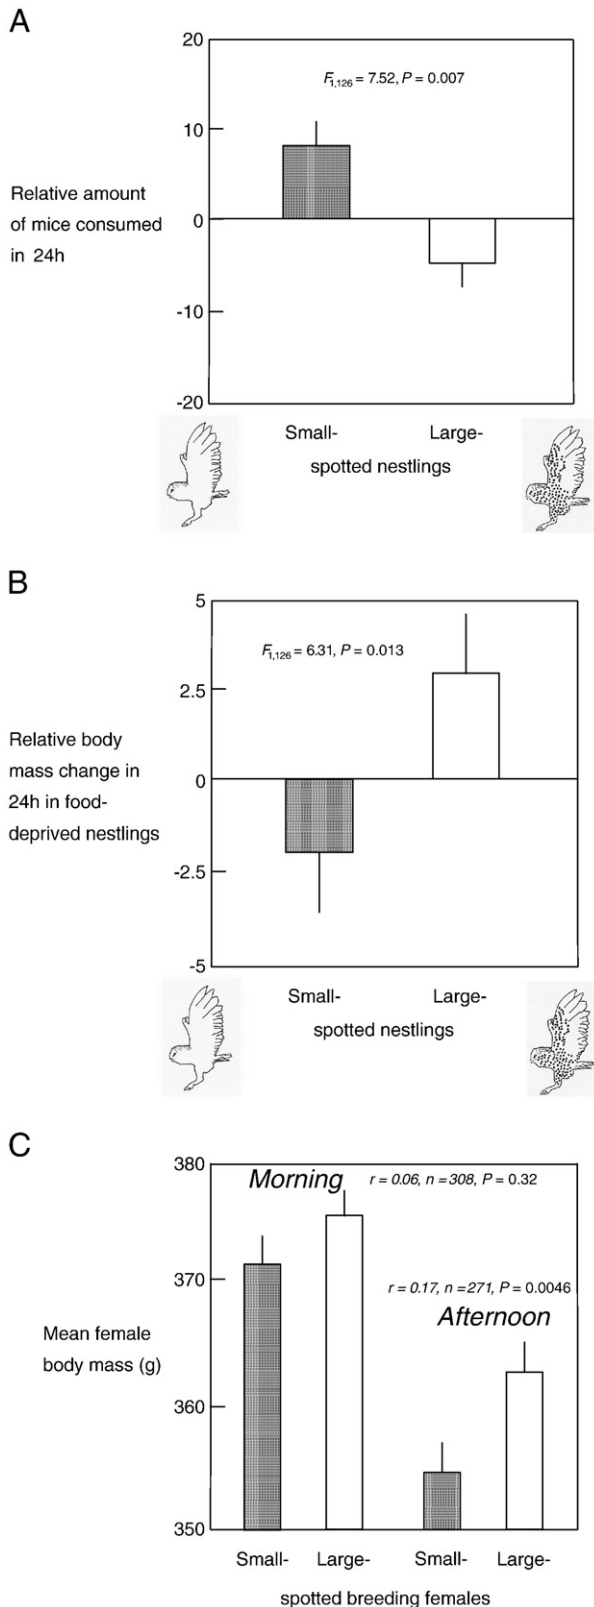 A
20
F1,126 = 7.52, P = 0.007
10
Relative amount
of mice consumed
in 24h
0
-10
-20
Small- Large-
spotted nestlings
B
5
F1,126 = 6.31, P = 0.013
2.5
Relative body
mass change in
24h in food-
deprived nestlings
0
-2.5
-5
Small- Large-
spotted nestlings
C
380
Morning r = 0.06, n =308, P = 0.32
370
r = 0.17, n =271, P = 0.0046
Afternoon
Mean female
body mass (g)
360
350
Small- Large- Small- Large-
spotted breeding females